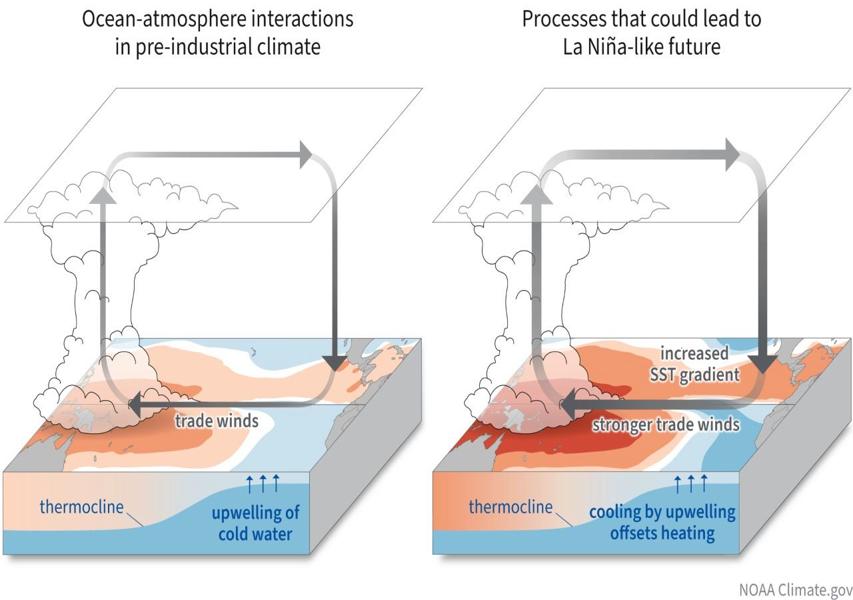 Ocean-atmosphere interactions
in pre-industrial climate
trade winds
thermocline
upwelling of
cold water
Processes that could lead to
La Niña-like future
increased
SST gradient
stronger trade winds
thermocline
cooling by upwelling
offsets heating
NOAA Climate.gov